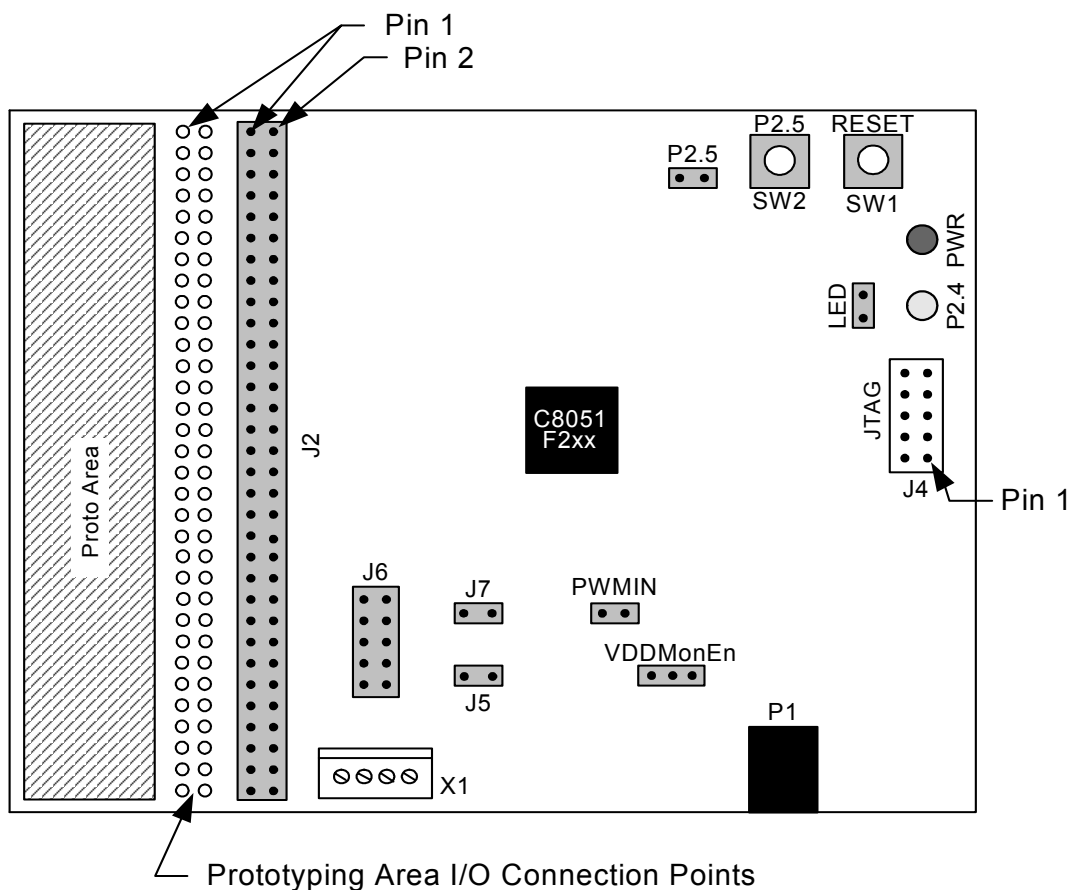 Pin 1
Pin 2
P2.5
P2.5
RESET
SW2
SW1
PWR
LED
P2.4
C8051
F2xx
J2
JTAG
J4
Pin 1
Proto Area
J6
J7
PWMIN
VDDMonEn
J5
P1
X1
Prototyping Area I/O Connection Points